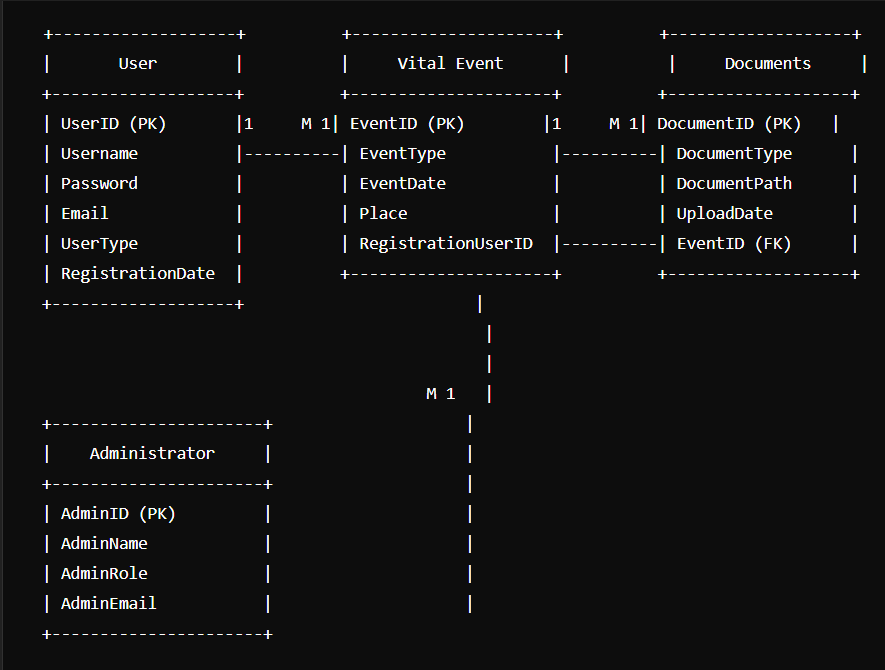 +-------------------+          +---------------------+          +-------------------+
|       User        |          |     Vital Event      |          |     Documents     |
+-------------------+          +---------------------+          +-------------------+
| UserID (PK)       |1     M 1| EventID (PK)        |1     M 1| DocumentID (PK)   |
| Username          |----------| EventType           |----------| DocumentType      |
| Password          |          | EventDate           |          | DocumentPath      |
| Email             |          | Place               |          | UploadDate        |
| UserType          |          | RegistrationUserID  |----------| EventID (FK)      |
| RegistrationDate  |          +---------------------+          +-------------------+
+-------------------+                        |
                                              |
                                              |
                                        M 1   |
+----------------------+                    |
|    Administrator     |                    |
+----------------------+                    |
| AdminID (PK)         |                    |
| AdminName            |                    |
| AdminRole            |                    |
| AdminEmail           |                    |
+----------------------+